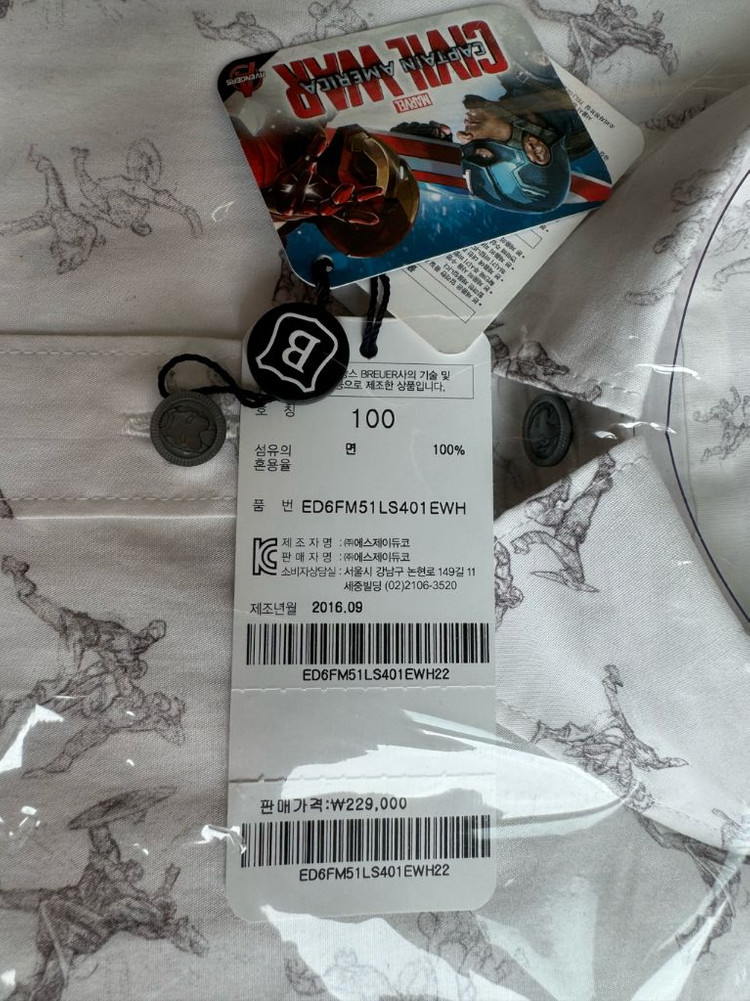 AVENGERS
CAPTAIN AMERICA
CIVIL WAR
MARVEL
B
BREUER사의 기술 및
으로 제조한 상품입니다.
호 칭 100
섬유의 면 100%
혼용율
품 번 ED6FM51LS401EWH
제 조 자 명 : ㈜에스제이듀코
판 매 자 명 : ㈜에스제이듀코
소비자상담실 : 서울시 강남구 논현로 149길 11
세중빌딩 (02)2106-3520
제조년월 2016.09
ED6FM51LS401EWH22
판매가격:₩229,000
ED6FM51LS401EWH22